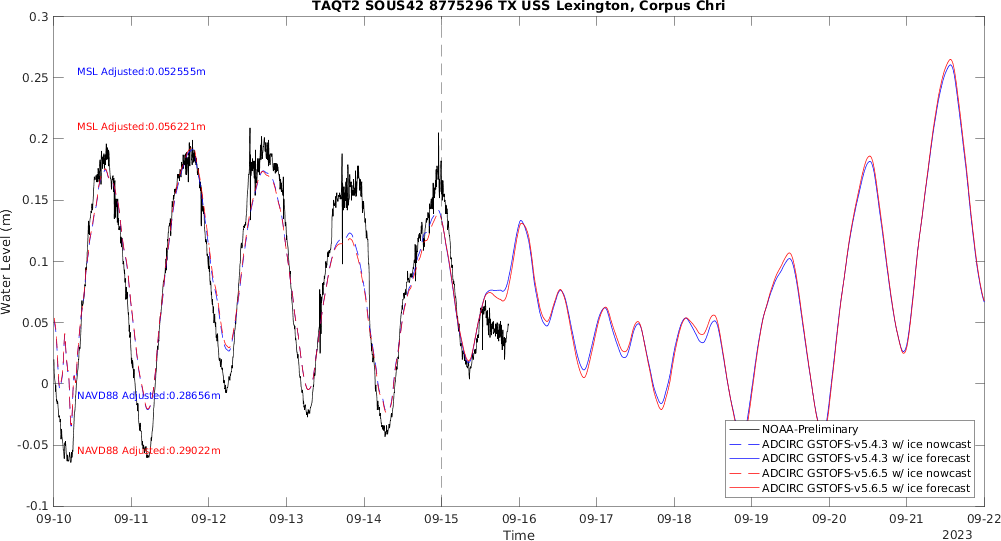 TAQT2 SOUS42 8775296 TX USS Lexington, Corpus Chri
0.3
0.25
0.2
0.15
0.1
0.05
0
-0.05
-0.1
Water Level (m)
MSL Adjusted:0.052555m
MSL Adjusted:0.056221m
NAVD88 Adjusted:0.28656m
NAVD88 Adjusted:0.29022m
NOAA-Preliminary
ADCIRC GSTOFS-v5.4.3 w/ ice nowcast
ADCIRC GSTOFS-v5.4.3 w/ ice forecast
ADCIRC GSTOFS-v5.6.5 w/ ice nowcast
ADCIRC GSTOFS-v5.6.5 w/ ice forecast
09-10 09-11 09-12 09-13 09-14 09-15 09-16 09-17 09-18 09-19 09-20 09-21 09-22
Time
2023